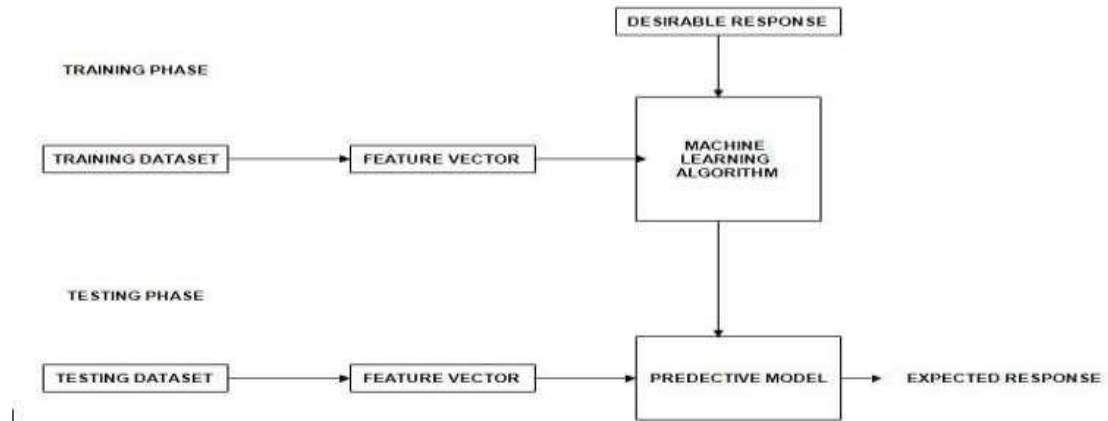 DESIRABLE RESPONSE
TRAINING PHASE
TRAINING DATASET
FEATURE VECTOR
MACHINE
LEARNING
ALGORITHM
TESTING PHASE
TESTING DATASET
FEATURE VECTOR
PREDECTIVE MODEL
EXPECTED RESPONSE